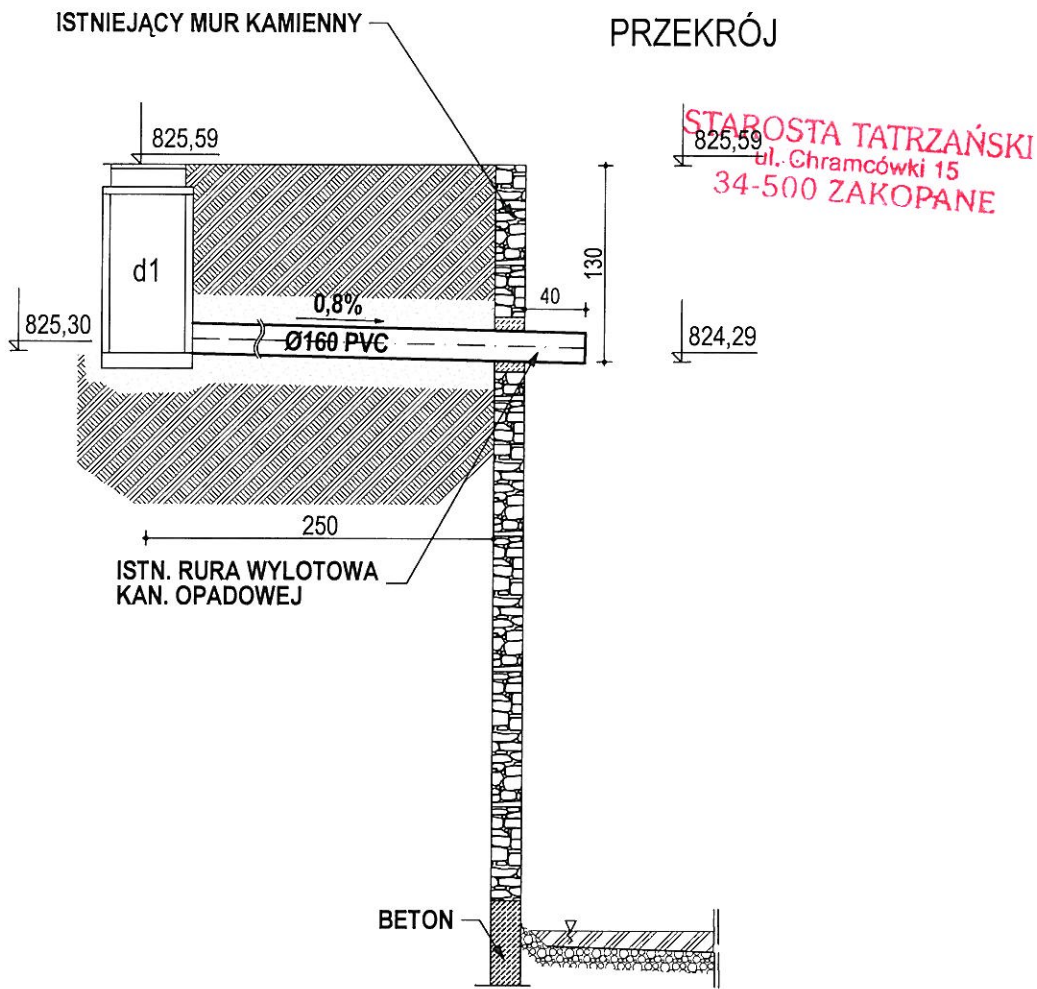 ISTNIEJĄCY MUR KAMIENNY
PRZEKRÓJ
STAROSTA TATRZAŃSKI
ul. Chramcówki 15
34-500 ZAKOPANE
825,59
825,59
d1
130
40
0,8%
Ø160 PVC
825,30
824,29
250
ISTN. RURA WYLOTOWA
KAN. OPADOWEJ
BETON